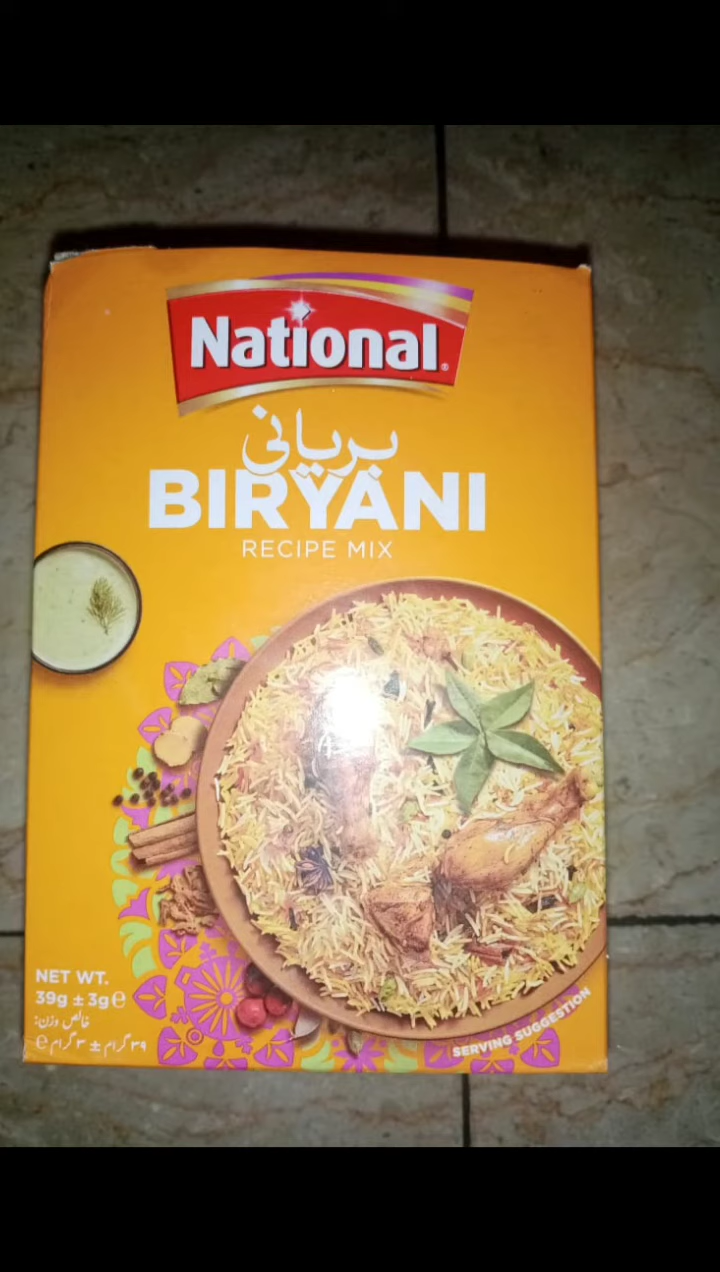 National®
بریانی
BIRYANI
RECIPE MIX
NET WT.
39g ± 3g ℮
خالص وزن:
۳۹ گرام ± ۳ گرام ℮
SERVING SUGGESTION